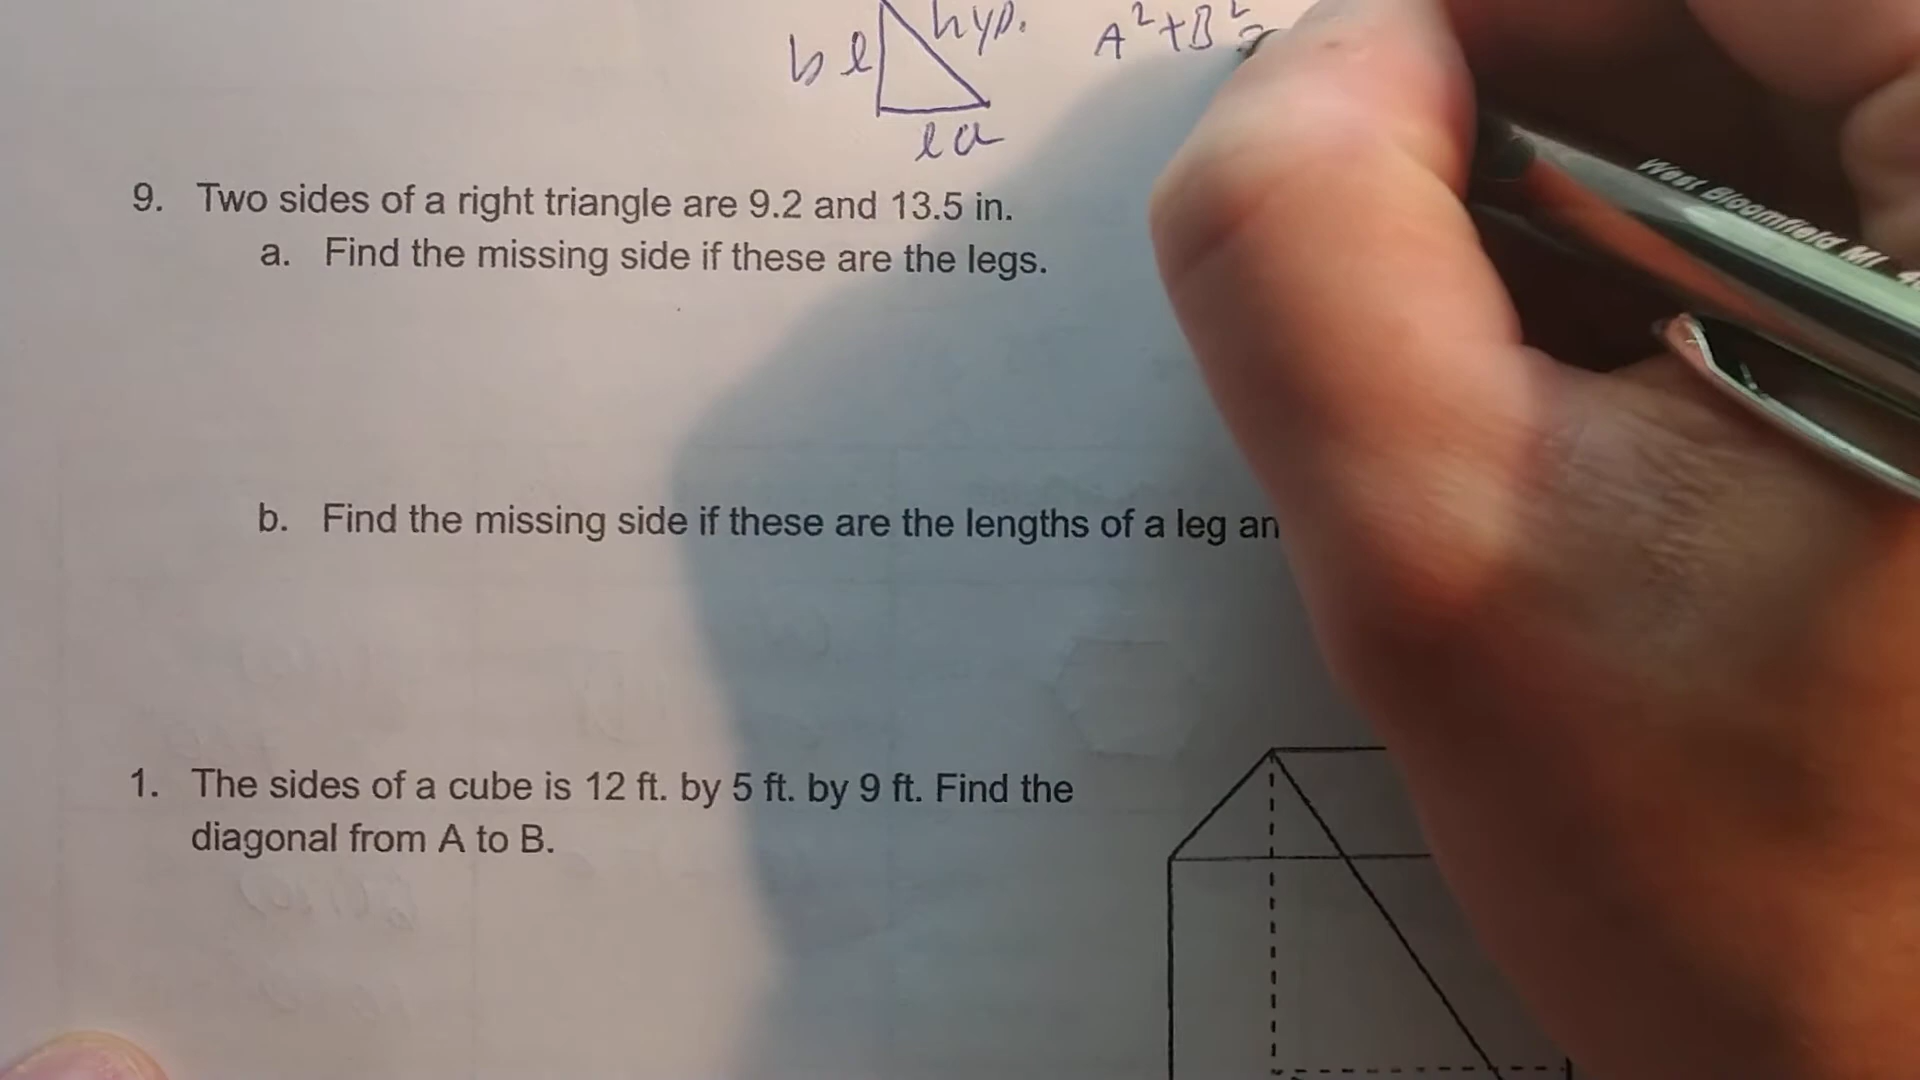 hyp.
b l
A²+B²=
l a
9. Two sides of a right triangle are 9.2 and 13.5 in.
a. Find the missing side if these are the legs.
West Bloomfield MI
b. Find the missing side if these are the lengths of a leg an
1. The sides of a cube is 12 ft. by 5 ft. by 9 ft. Find the
diagonal from A to B.